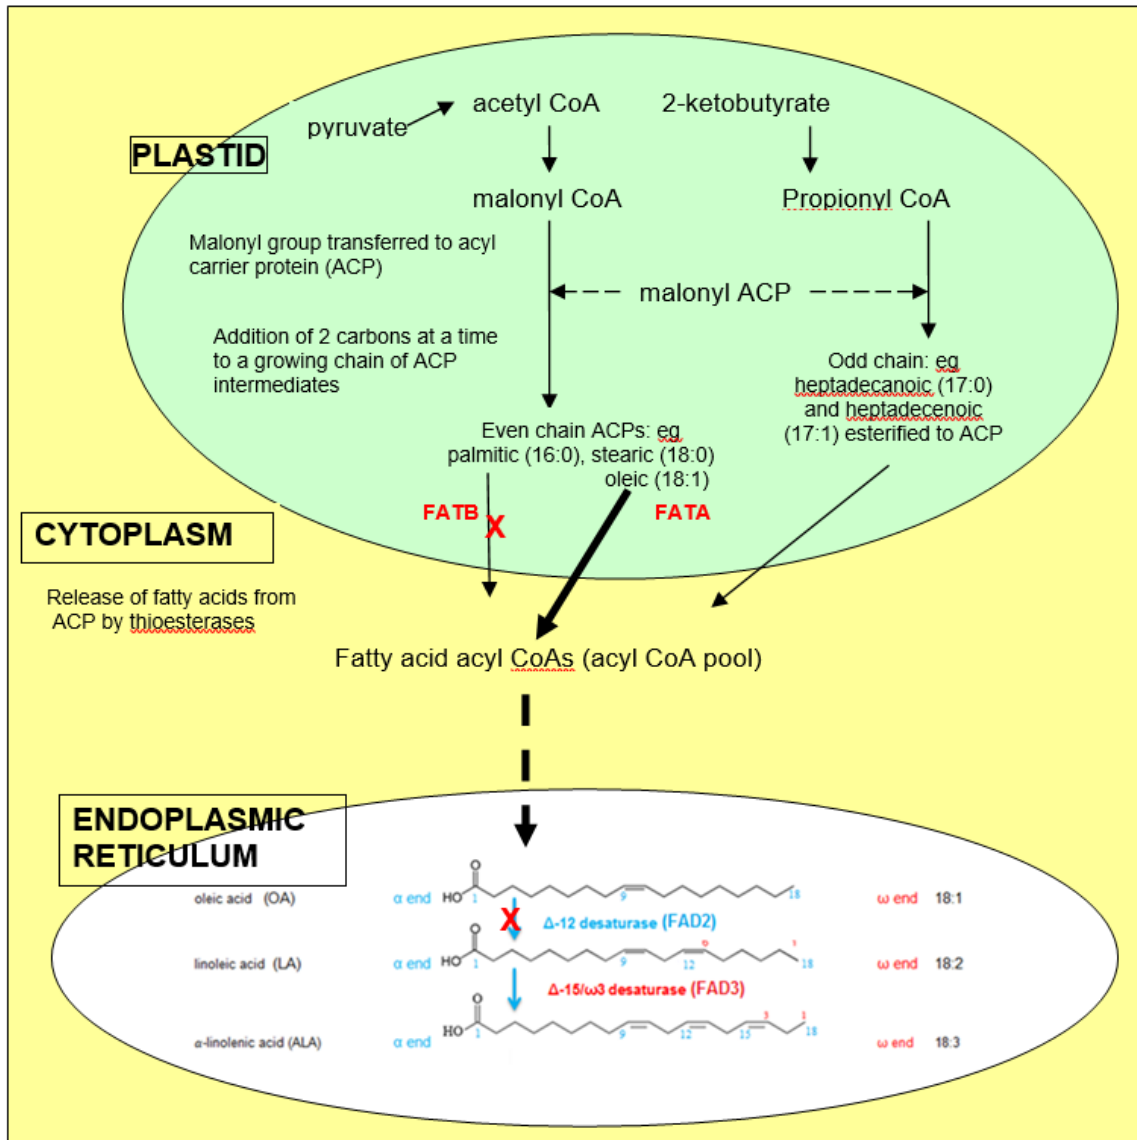 acetyl CoA
2-ketobutyrate
pyruvate
PLASTID
malonyl CoA
Propionyl CoA
Malonyl group transferred to acyl
carrier protein (ACP)
malonyl ACP
Addition of 2 carbons at a time
to a growing chain of ACP
intermediates
Odd chain: eg
heptadecanoic (17:0)
and heptadecenoic
(17:1) esterified to ACP
Even chain ACPs: eg
palmitic (16:0), stearic (18:0)
oleic (18:1)
FATB
X
FATA
CYTOPLASM
Release of fatty acids from
ACP by thioesterases
Fatty acid acyl CoAs (acyl CoA pool)
ENDOPLASMIC
RETICULUM
oleic acid (OA)
α end
HO
O
1
9
18
ω end
18:1
X
Δ-12 desaturase (FAD2)
linoleic acid (LA)
α end
HO
O
1
9
12
6
1
18
ω end
18:2
Δ-15/ω3 desaturase (FAD3)
α-linolenic acid (ALA)
α end
HO
O
1
9
12
15
3
1
18
ω end
18:3